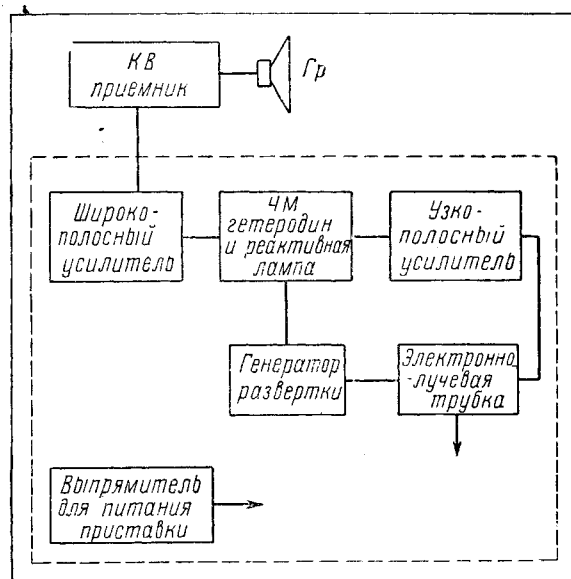 КВ
приемник
Гр
Широко-
полосный
усилитель
ЧМ
гетеродин
и реактивная
лампа
Узко-
полосный
усилитель
Генератор
развертки
Электронно
-лучевая
трубка
Выпрямитель
для питания
приставки